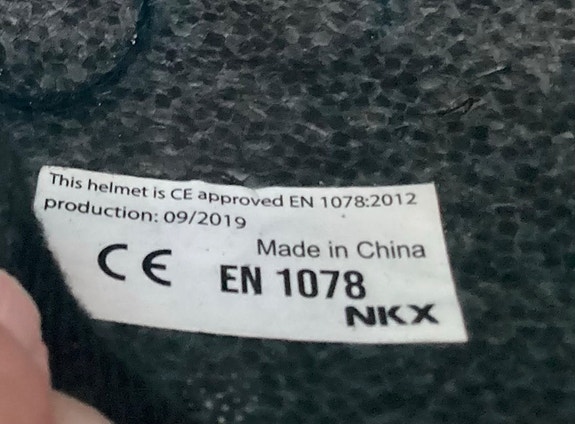 This helmet is CE approved EN 1078:2012
production: 09/2019
Made in China
CE EN 1078
NKX